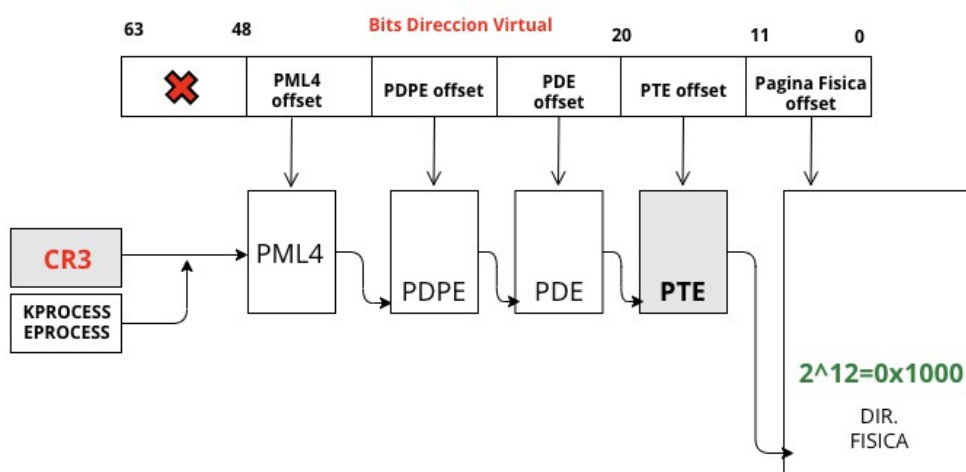 Bits Direccion Virtual
63
48
20
11
0
PML4
offset
PDPE offset
PDE
offset
PTE offset
Pagina Fisica
offset
CR3
KPROCESS
EPROCESS
PML4
PDPE
PDE
PTE
2^12=0x1000
DIR.
FISICA